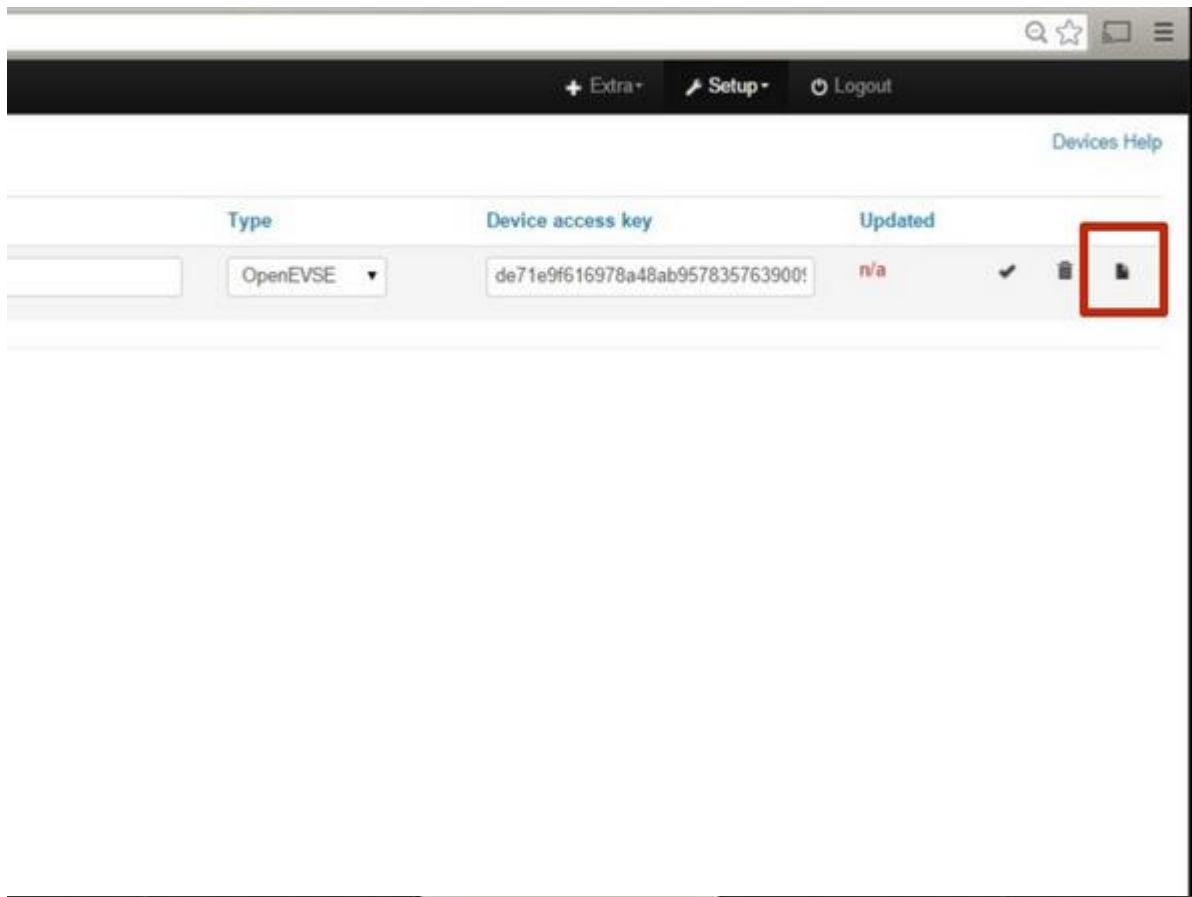 Extra Setup Logout
Devices Help
Type Device access key Updated
OpenEVSE de71e9f616978a48ab957835763900 n/a